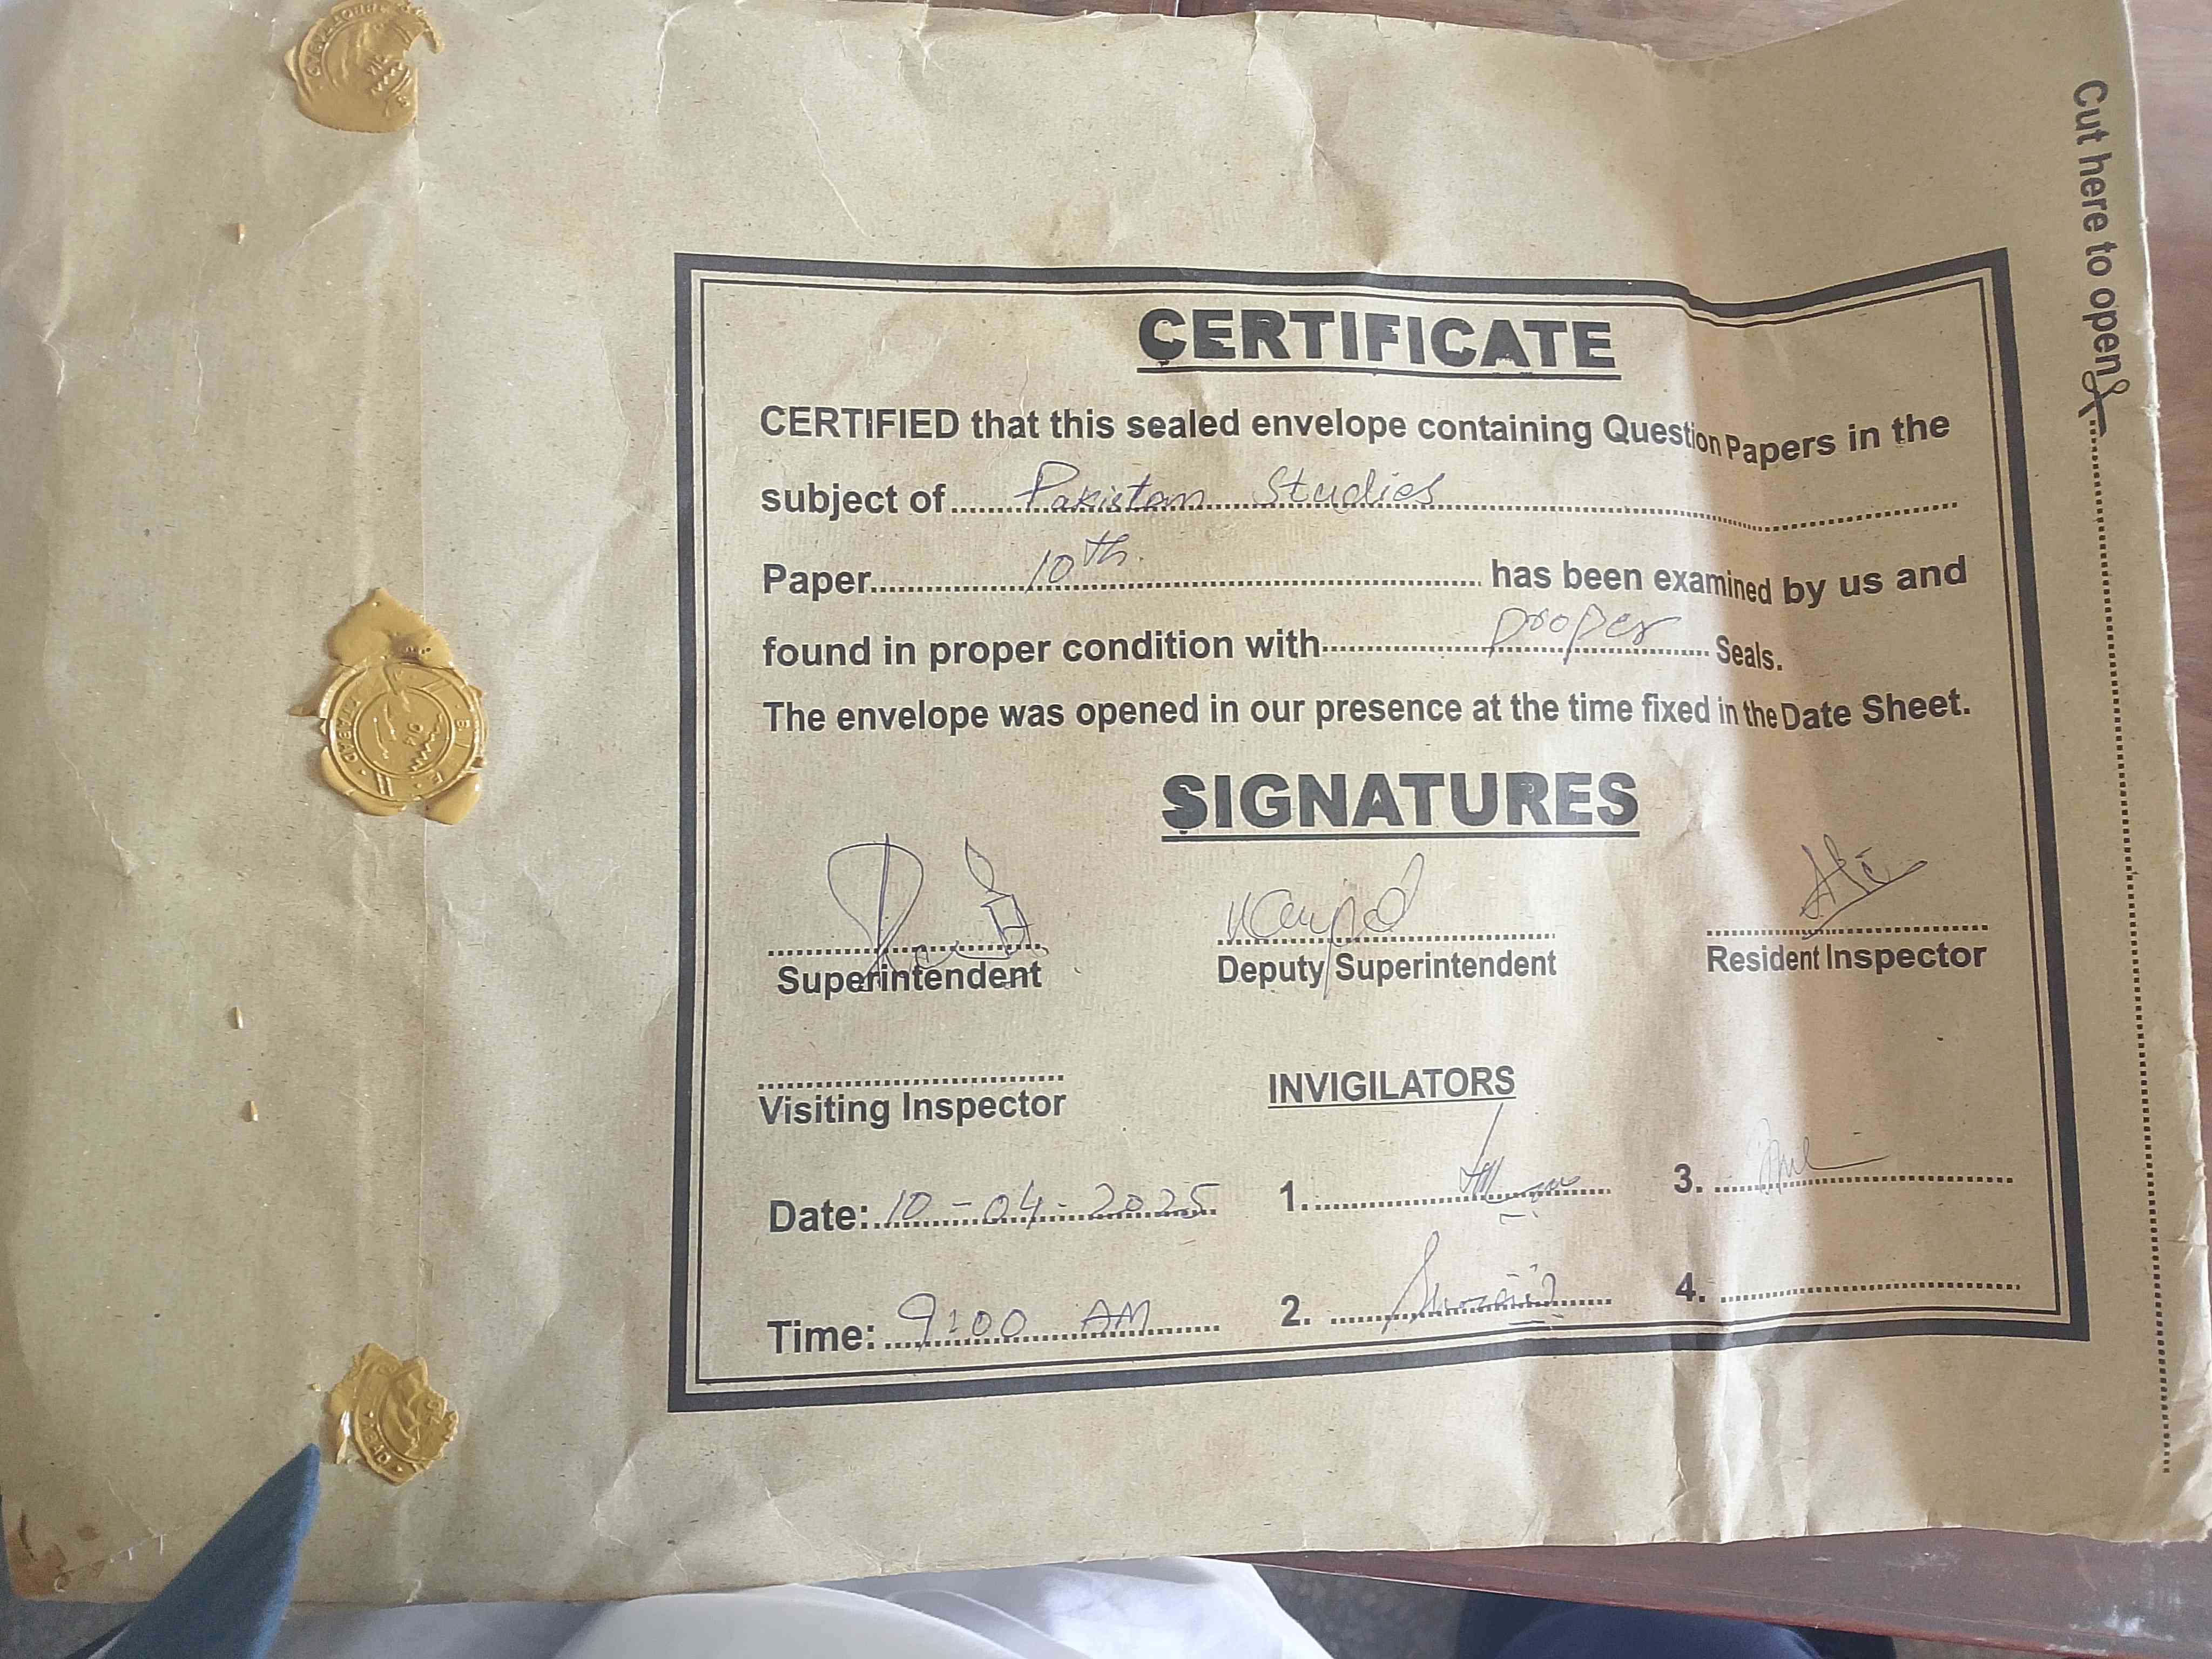 Cut here to open
CERTIFICATE
CERTIFIED that this sealed envelope containing Question Papers in the
subject of Pakistan Studies
Paper 10th has been examined by us and
found in proper condition with proper Seals.
The envelope was opened in our presence at the time fixed in the Date Sheet.
SIGNATURES
Superintendent Deputy Superintendent Resident Inspector
Visiting Inspector INVIGILATORS
Date: 10-04-2025 1. 3.
Time: 9:00 AM 2. 4.